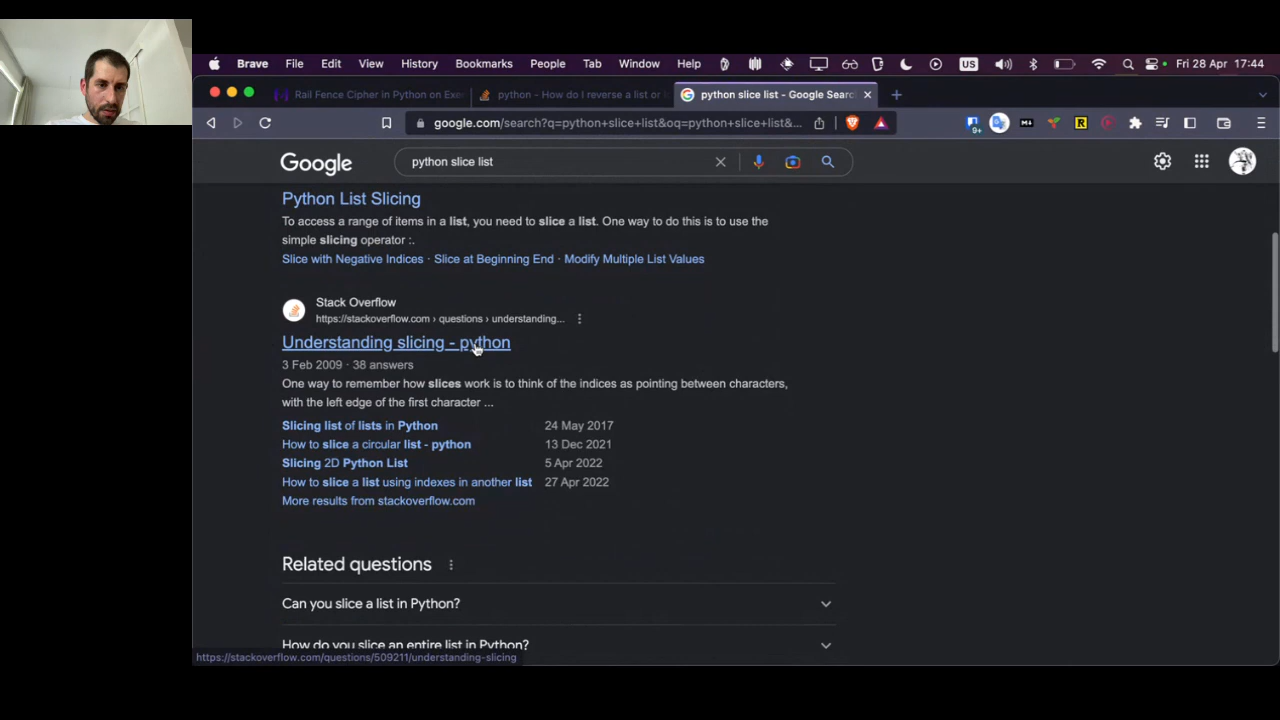 Brave File Edit View History Bookmarks People Tab Window Help US Fri 28 Apr 17:44
Rail Fence Cipher in Python on Exe
python - How do I reverse a list or l
python slice list - Google Searc
google.com/search?q=python+slice+list&oq=python+slice+list&...
9+
R
Google
python slice list
Python List Slicing
To access a range of items in a list, you need to slice a list. One way to do this is to use the
simple slicing operator :.
Slice with Negative Indices · Slice at Beginning End · Modify Multiple List Values
Stack Overflow
https://stackoverflow.com › questions › understanding...
Understanding slicing - python
3 Feb 2009 · 38 answers
One way to remember how slices work is to think of the indices as pointing between characters,
with the left edge of the first character ...
Slicing list of lists in Python 24 May 2017
How to slice a circular list - python 13 Dec 2021
Slicing 2D Python List 5 Apr 2022
How to slice a list using indexes in another list 27 Apr 2022
More results from stackoverflow.com
Related questions
Can you slice a list in Python?
How do you slice an entire list in Python?
https://stackoverflow.com/questions/509211/understanding-slicing